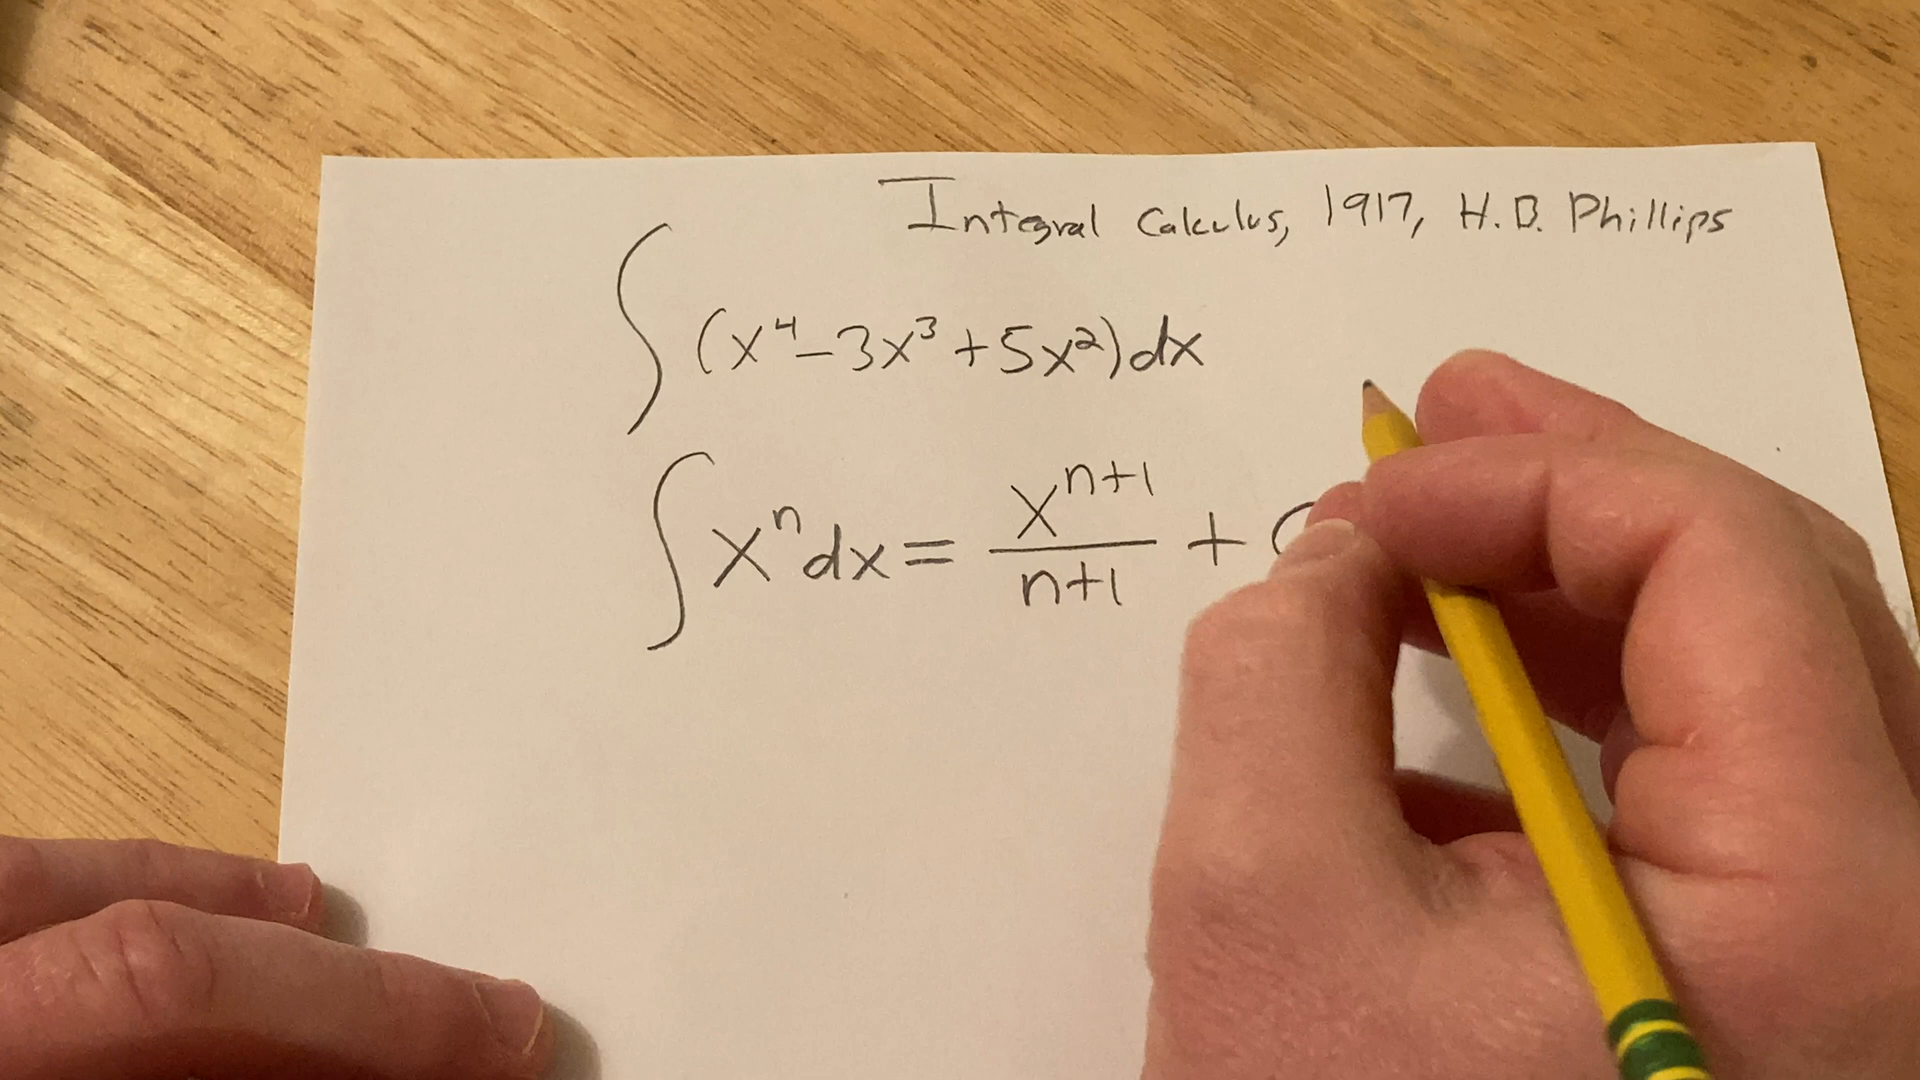 Integral Calculus, 1917, H.B. Phillips
∫(x⁴-3x³+5x²)dx
∫xⁿdx = xⁿ⁺¹/n+1 +